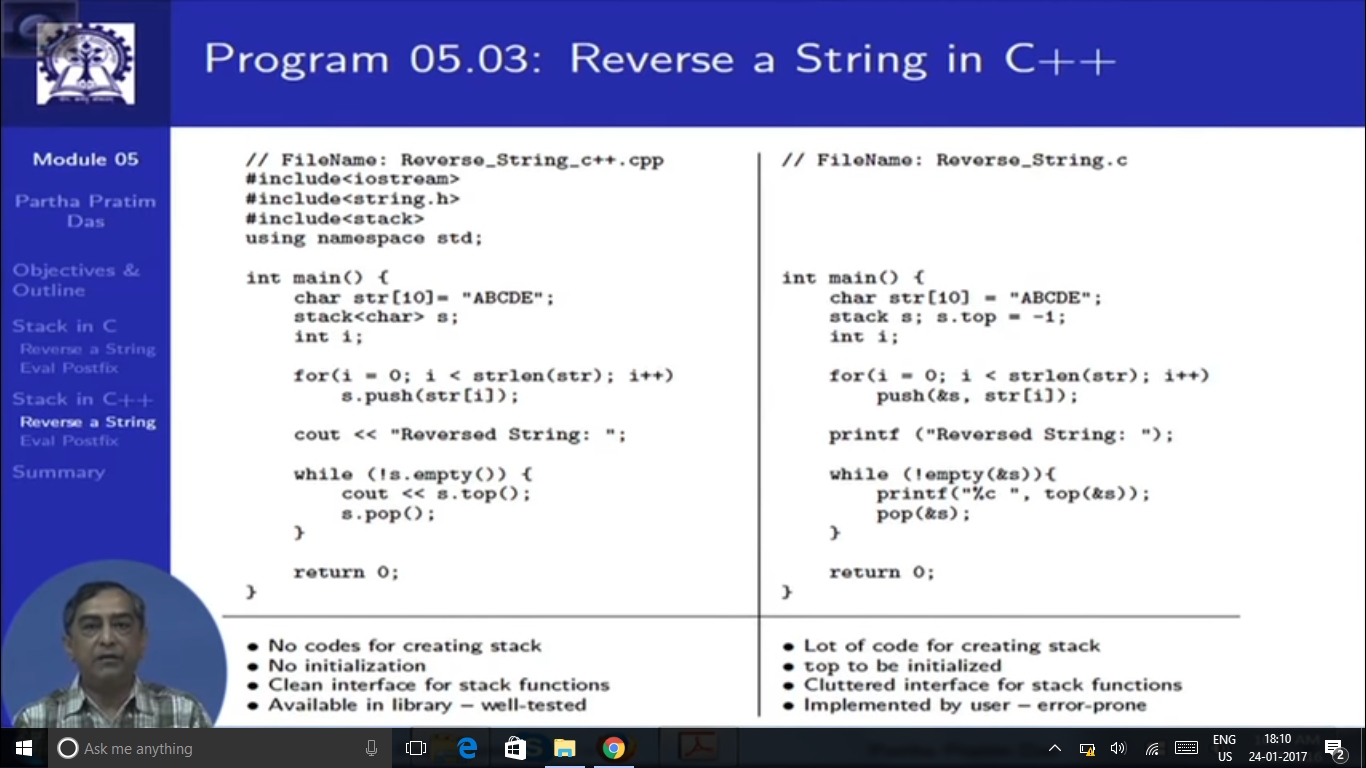 Program 05.03: Reverse a String in C++
Module 05
Partha Pratim
Das
Objectives &
Outline
Stack in C
Reverse a String
Eval Postfix
Stack in C++
Reverse a String
Eval Postfix
Summary
// FileName: Reverse_String_c++.cpp
#include<iostream>
#include<string.h>
#include<stack>
using namespace std;
int main() {
char str[10]= "ABCDE";
stack<char> s;
int i;
for(i = 0; i < strlen(str); i++)
s.push(str[i]);
cout << "Reversed String: ";
while (!s.empty()) {
cout << s.top();
s.pop();
}
return 0;
}
• No codes for creating stack
• No initialization
• Clean interface for stack functions
• Available in library – well-tested
// FileName: Reverse_String.c
int main() {
char str[10] = "ABCDE";
stack s; s.top = -1;
int i;
for(i = 0; i < strlen(str); i++)
push(&s, str[i]);
printf ("Reversed String: ");
while (!empty(&s)){
printf("%c ", top(&s));
pop(&s);
}
return 0;
}
• Lot of code for creating stack
• top to be initialized
• Cluttered interface for stack functions
• Implemented by user – error-prone
Ask me anything
ENG
US
18:10
24-01-2017
2